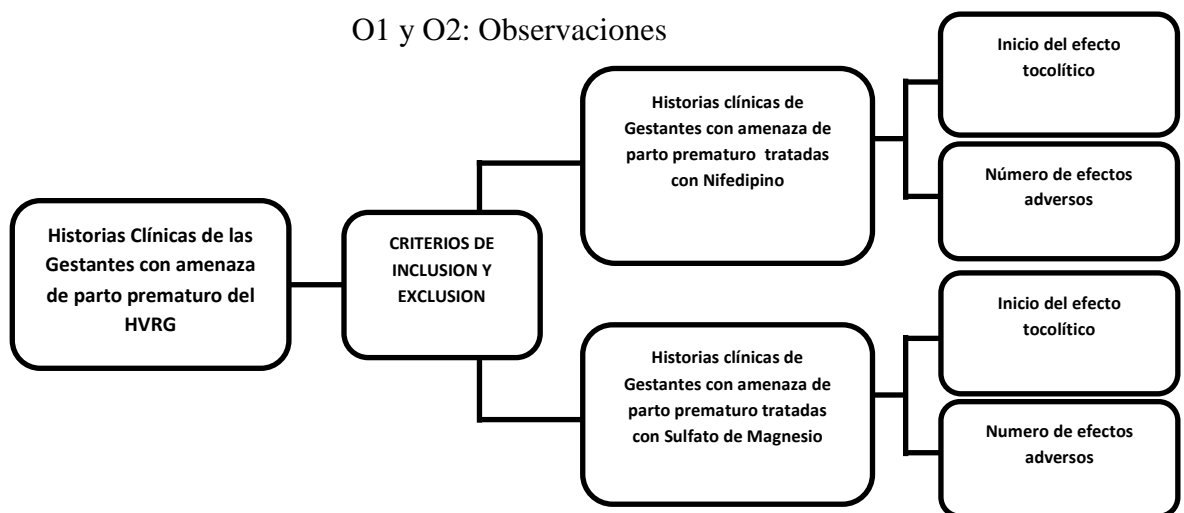 O1 y O2: Observaciones
Historias Clínicas de las
Gestantes con amenaza
de parto prematuro del
HVRG
CRITERIOS DE
INCLUSION Y
EXCLUSION
Historias clínicas de
Gestantes con amenaza de
parto prematuro tratadas
con Nifedipino
Inicio del efecto
tocolítico
Número de efectos
adversos
Historias clínicas de
Gestantes con amenaza de
parto prematuro tratadas
con Sulfato de Magnesio
Inicio del efecto
tocolítico
Numero de efectos
adversos